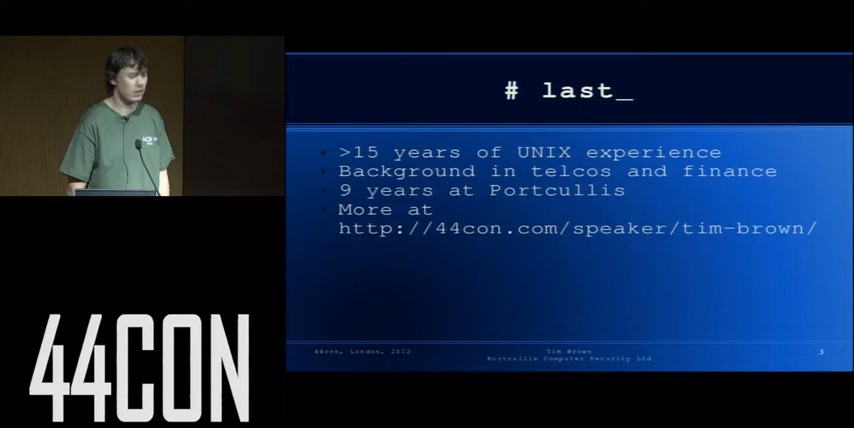 # last_
>15 years of UNIX experience
Background in telcos and finance
9 years at Portcullis
More at
http://44con.com/speaker/tim-brown/
44con, London, 2012
Tim Brown
Portcullis Computer Security Ltd
3
44CON